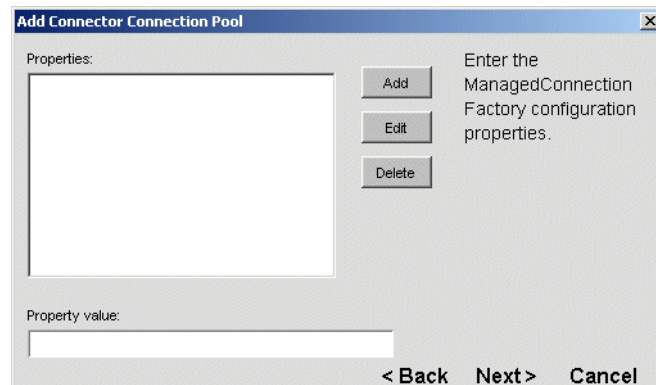 Add Connector Connection Pool
Properties:
Add
Edit
Delete
Enter the
ManagedConnection
Factory configuration
properties.
Property value:
< Back
Next >
Cancel